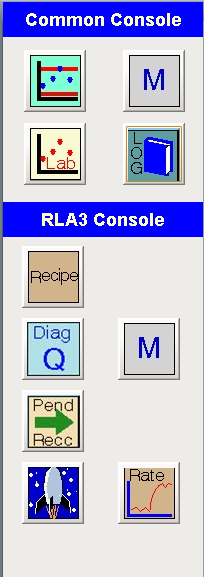 Common Console
M
Lab
LOG
RLA3 Console
Recipe
Diag
Q
M
Pend
Recc
Rate